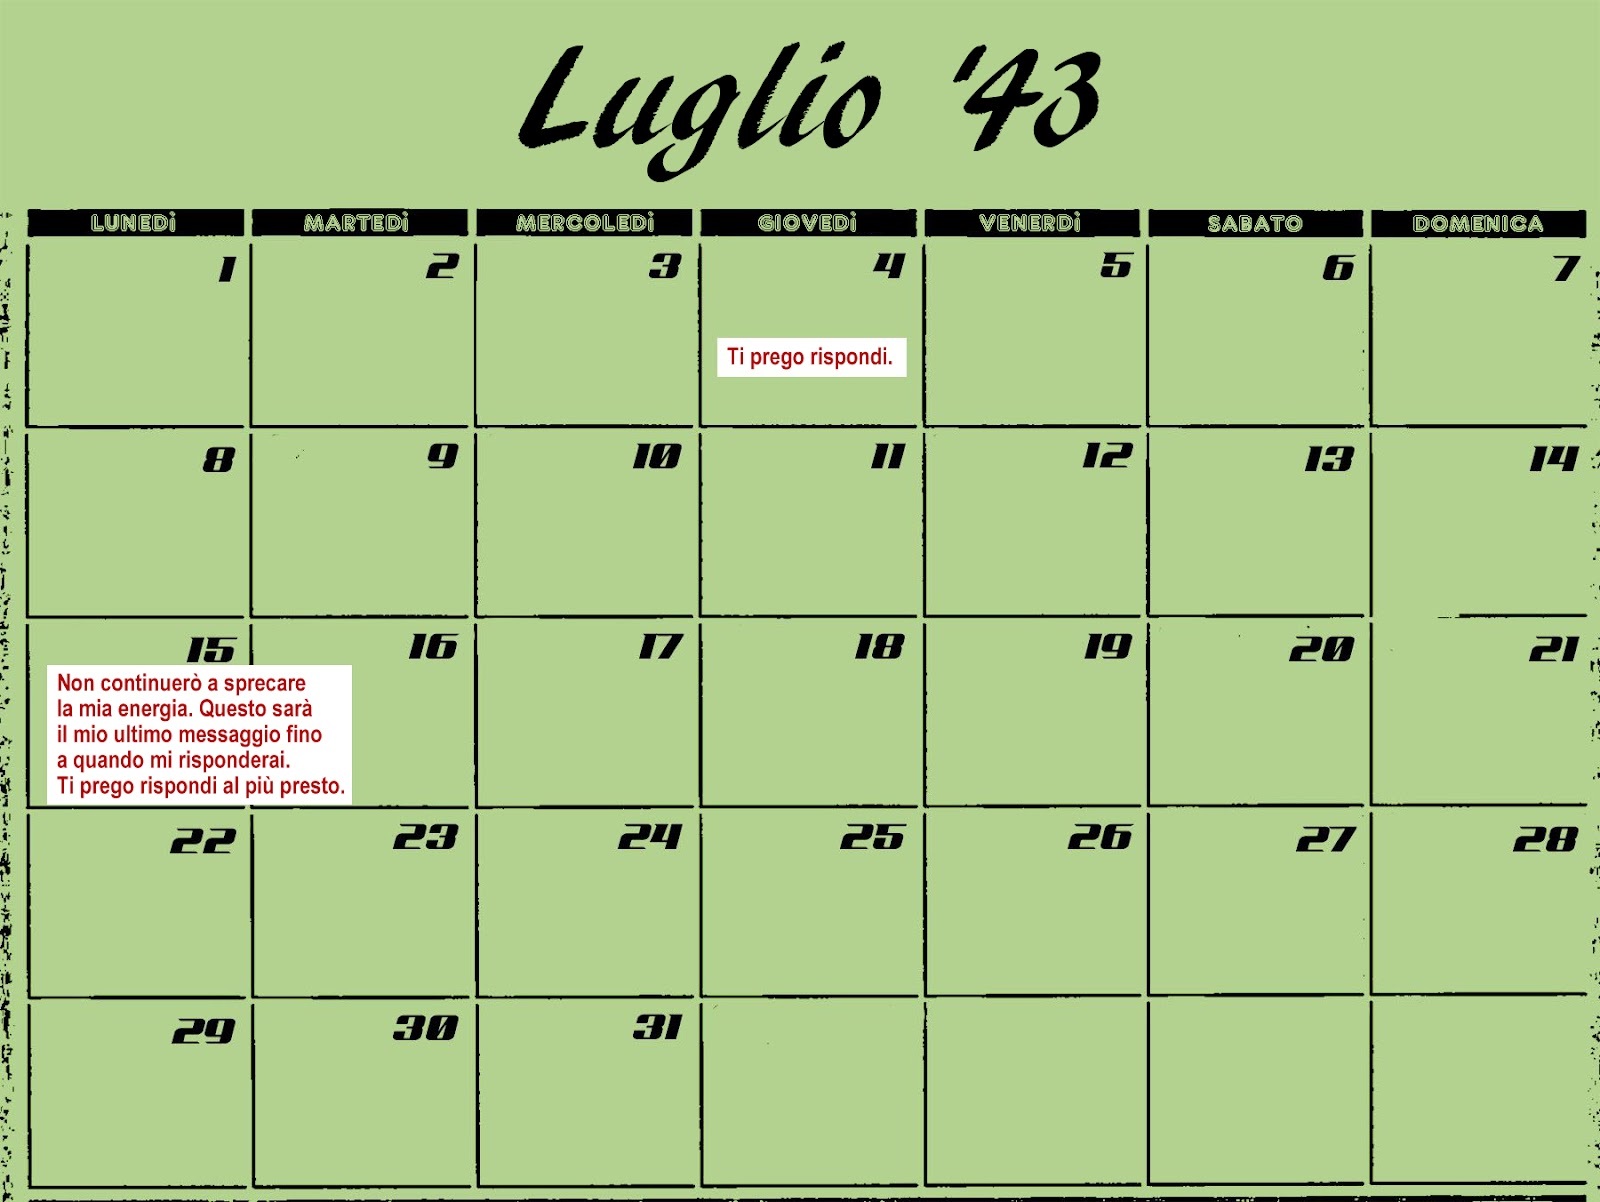 Luglio '43
LUNEDì MARTEDì MERCOLEDì GIOVEDì VENERDì SABATO DOMENICA
1 2 3 4 5 6 7
Ti prego rispondi.
8 9 10 11 12 13 14
15 16 17 18 19 20 21
Non continuerò a sprecare
la mia energia. Questo sarà
il mio ultimo messaggio fino
a quando mi risponderai.
Ti prego rispondi al più presto.
22 23 24 25 26 27 28
29 30 31